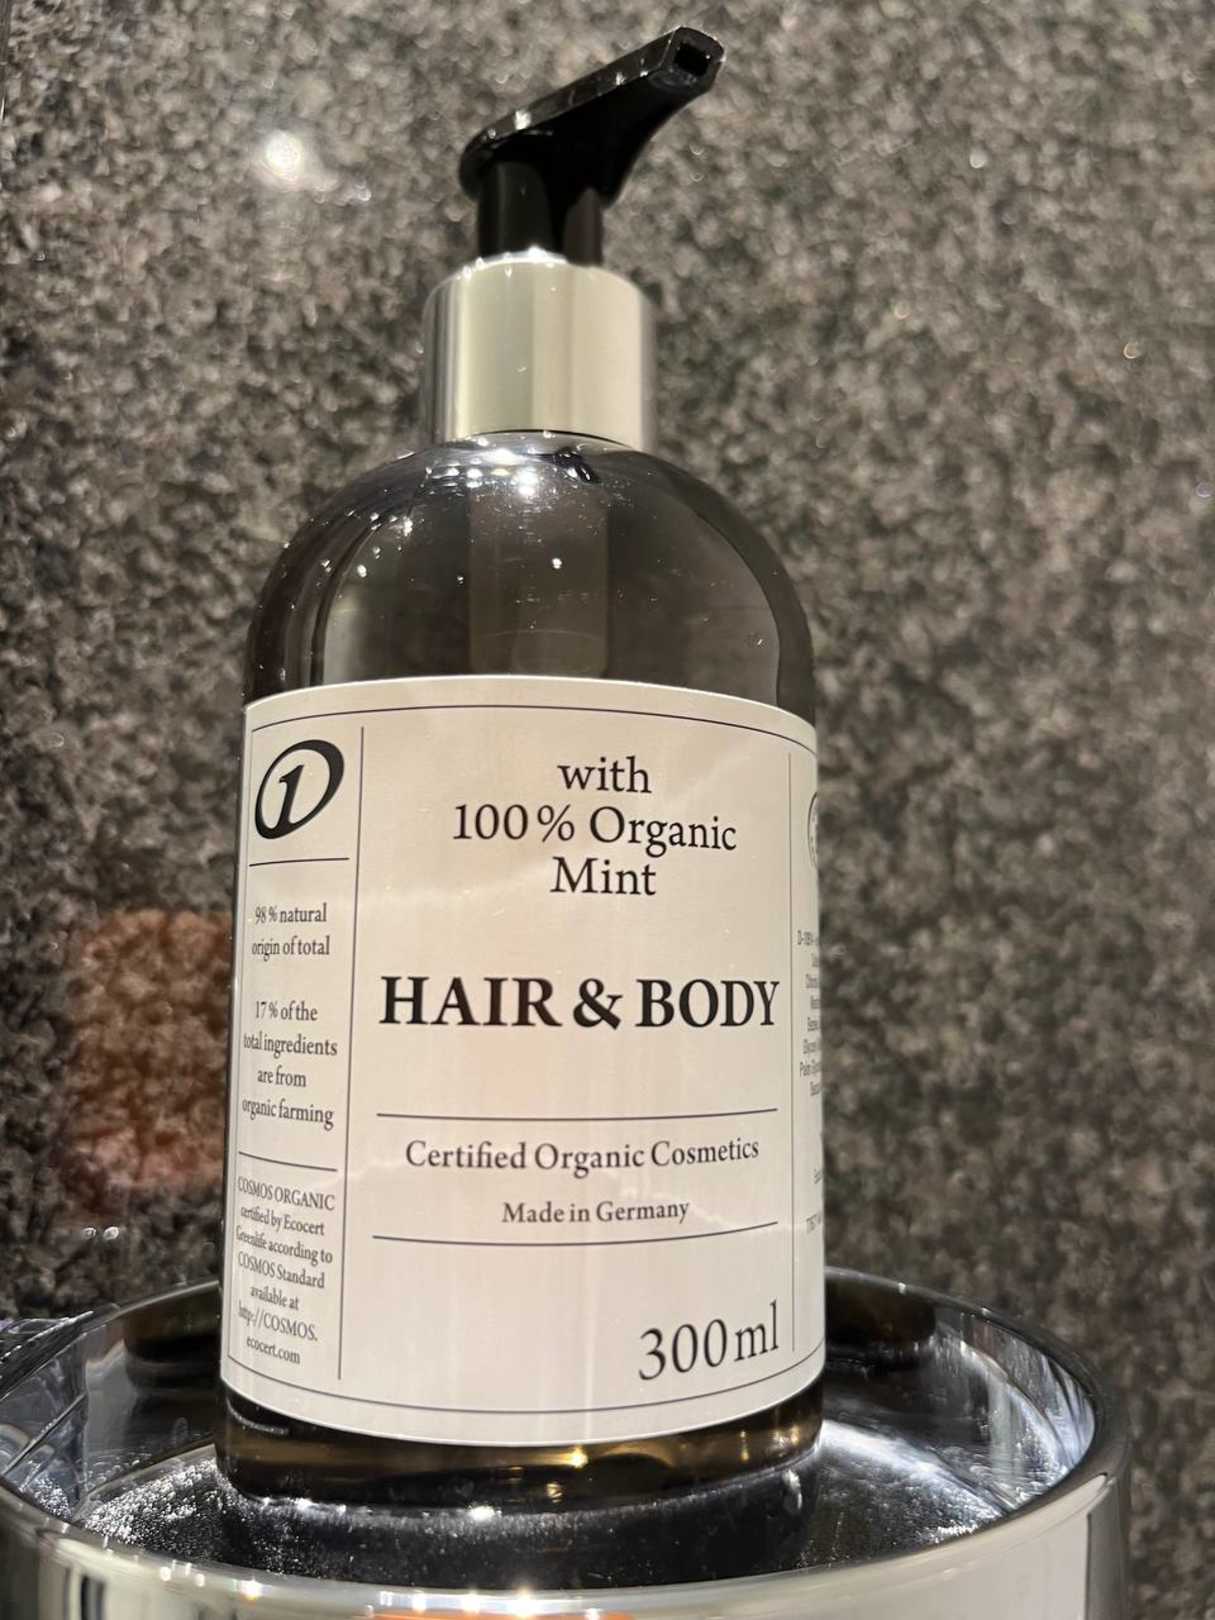 1
98% natural
origin of total
17% of the
total ingredients
are from
organic farming
COSMOS ORGANIC
certified by Ecocert
Greenlife according to
COSMOS Standard
available at
http://COSMOS.
ecocert.com
with
100% Organic
Mint
HAIR & BODY
Certified Organic Cosmetics
Made in Germany
300ml